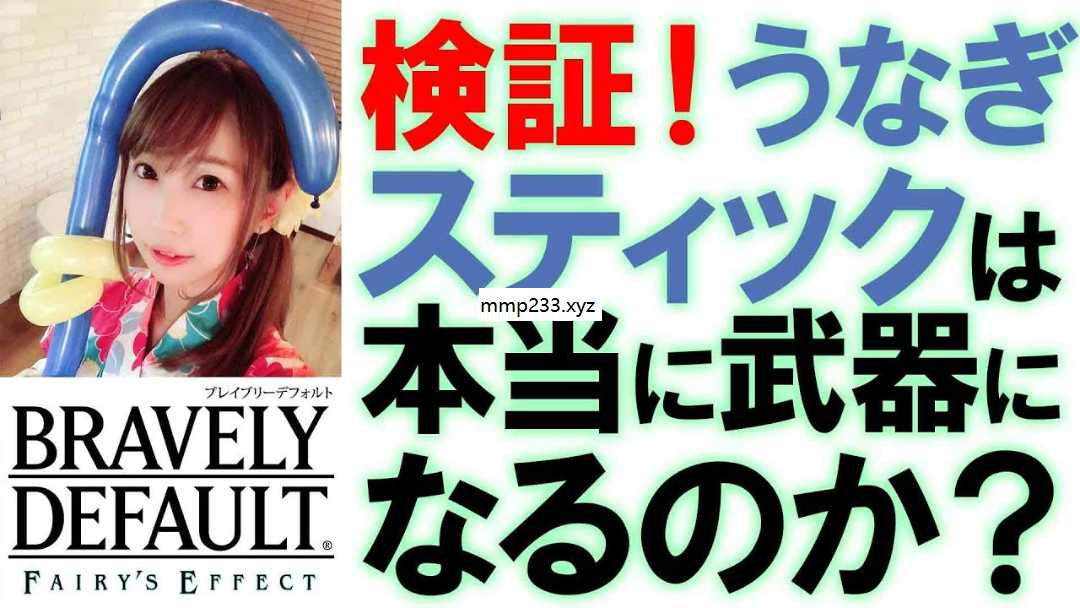 検証！うなぎ
スティックは
mmp233.xyz
本当に武器に
なるのか？
ブレイブリーデフォルト
BRAVELY
DEFAULT®
FAIRY'S EFFECT